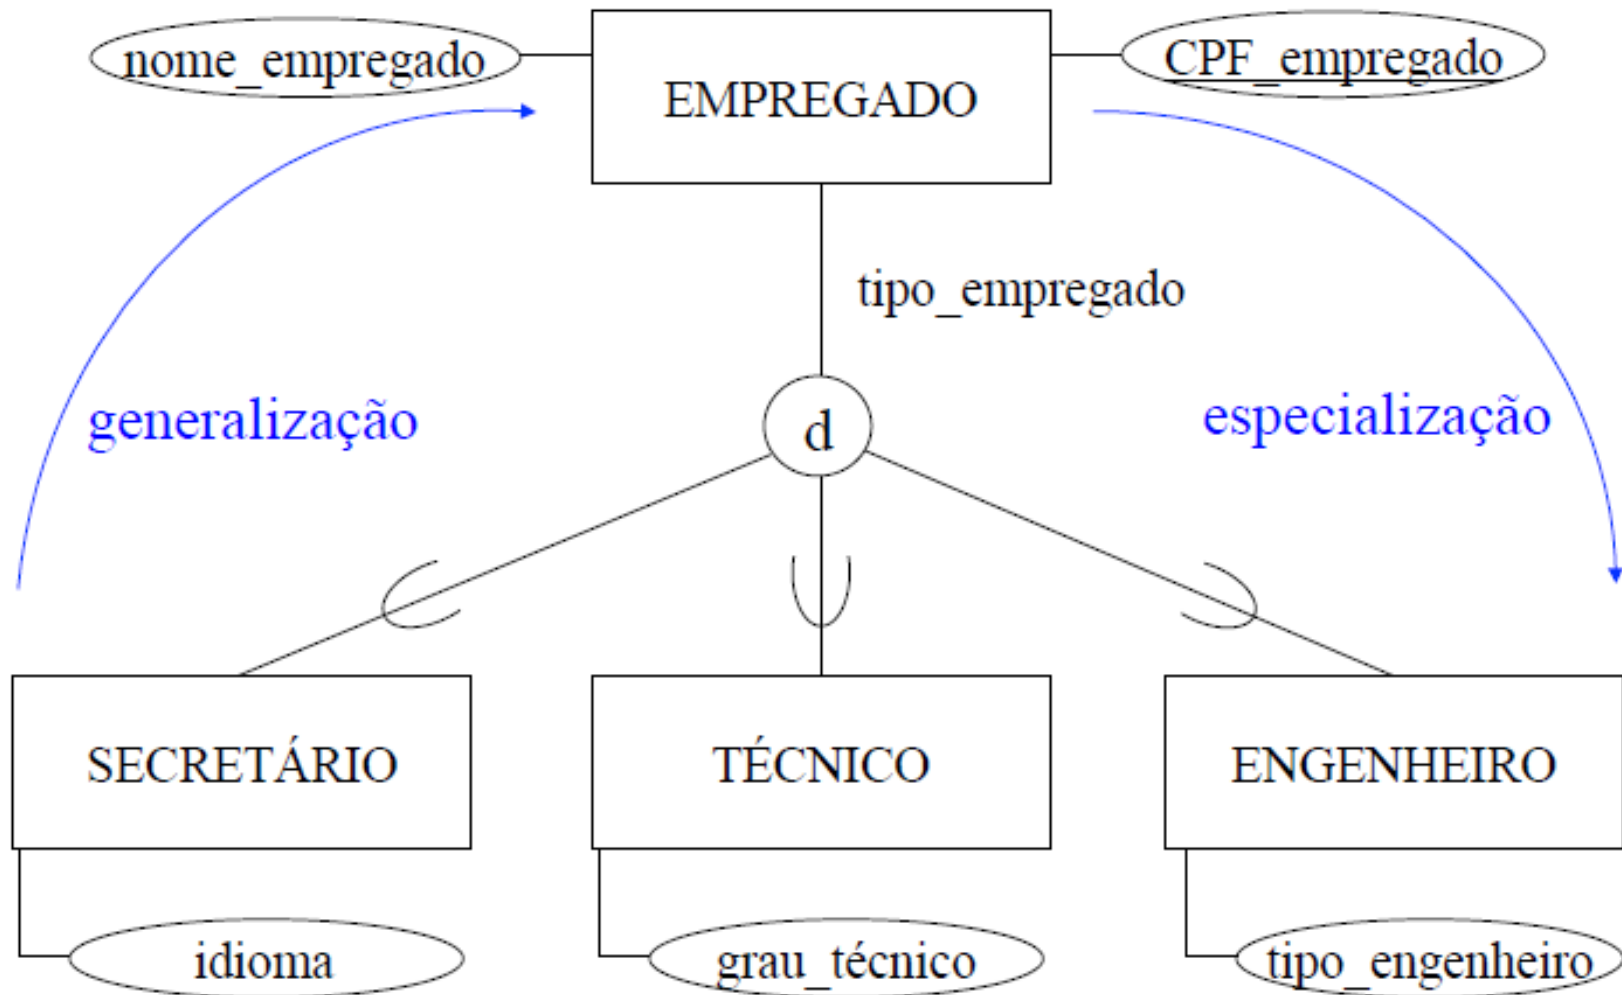 nome_empregado
EMPREGADO
CPF_empregado
tipo_empregado
generalização
d
especialização
SECRETÁRIO
TÉCNICO
ENGENHEIRO
idioma
grau_técnico
tipo_engenheiro